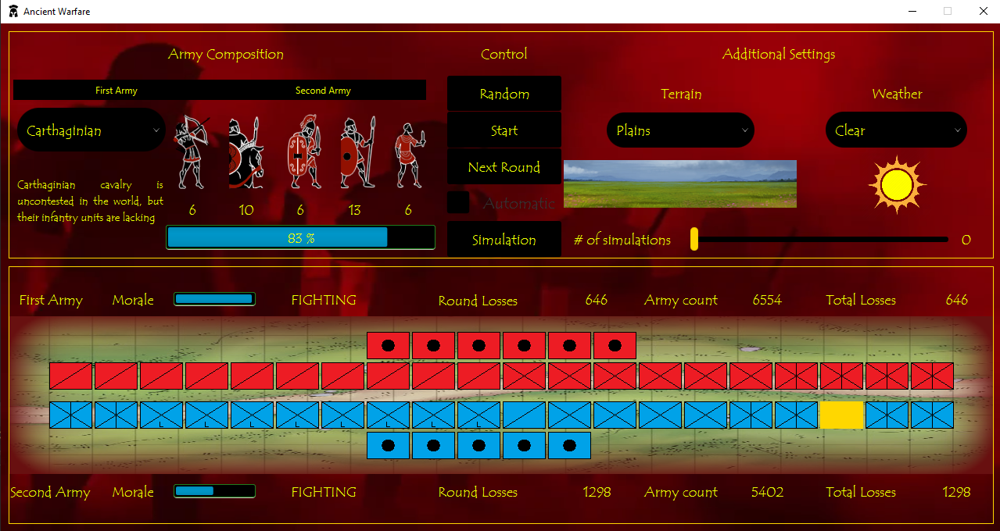 Ancient Warfare
Army Composition
Control
Additional Settings
First Army
Second Army
Random
Terrain
Weather
Carthaginian
Start
Plains
Clear
Next Round
Carthaginian cavalry is
uncontested in the world, but
their infantry units are lacking
6 10 6 13 6
Automatic
83 %
Simulation
# of simulations
0
First Army Morale FIGHTING Round Losses 646 Army count 6554 Total Losses 646
L L L L L L L L
Second Army Morale FIGHTING Round Losses 1298 Army count 5402 Total Losses 1298